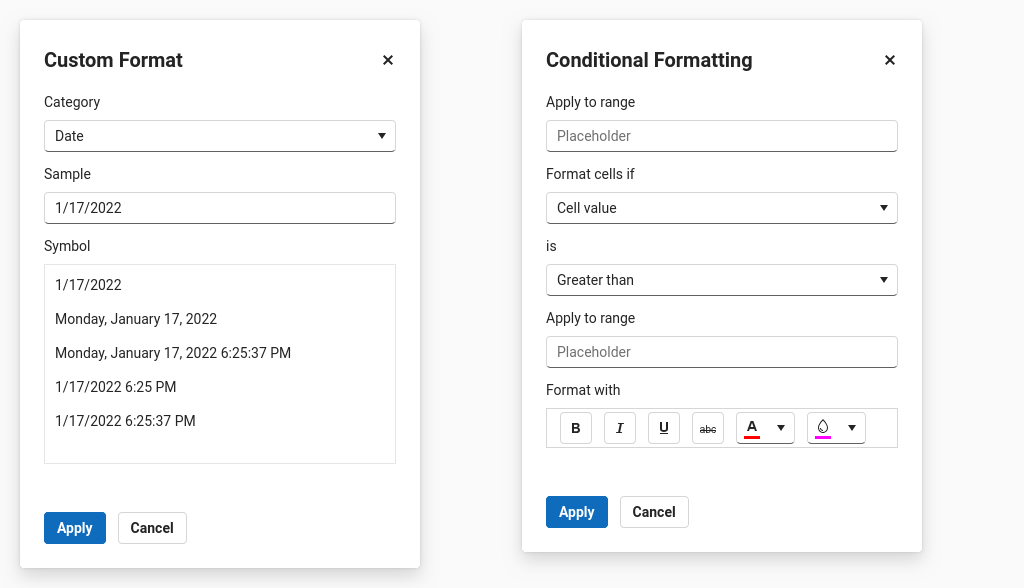 Custom Format
Category
Date
Sample
1/17/2022
Symbol
1/17/2022
Monday, January 17, 2022
Monday, January 17, 2022 6:25:37 PM
1/17/2022 6:25 PM
1/17/2022 6:25:37 PM
Apply Cancel
Conditional Formatting
Apply to range
Placeholder
Format cells if
Cell value
is
Greater than
Apply to range
Placeholder
Format with
B I U abc A
Apply Cancel